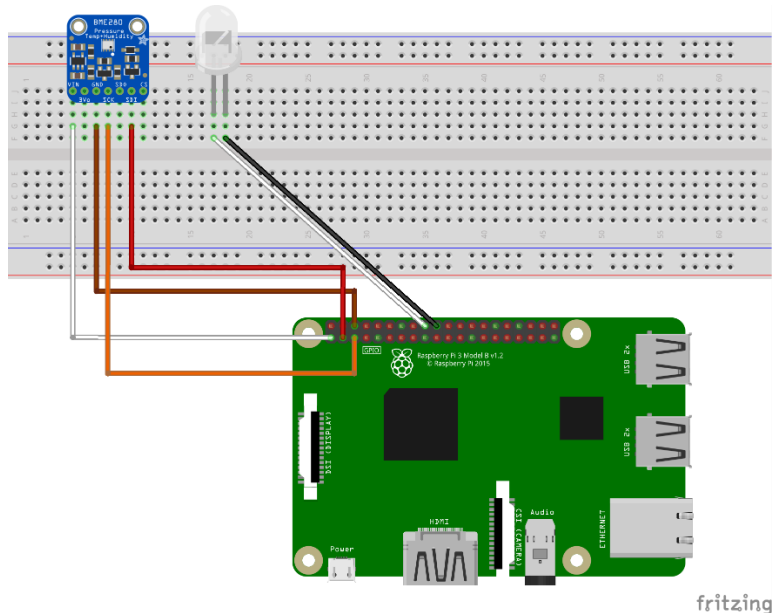 BME280
Pressure
Temp+Humidity
VIN GND SDO CS
3Vo SCK SDI
GPIO
Raspberry Pi 3 Model B v1.2
© Raspberry Pi 2015
USB 2x
DSI (DISPLAY)
USB 2x
Power
HDMI
CSI (CAMERA)
Audio
ETHERNET
fritzing